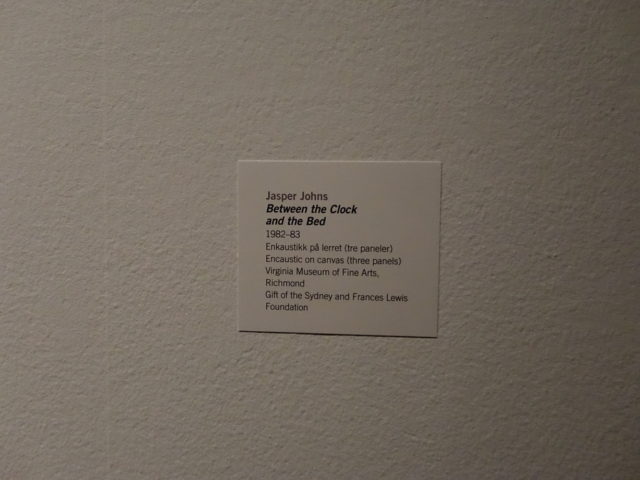 Jasper Johns
Between the Clock
and the Bed
1982–83
Enkaustikk på lerret (tre paneler)
Encaustic on canvas (three panels)
Virginia Museum of Fine Arts,
Richmond
Gift of the Sydney and Frances Lewis
Foundation